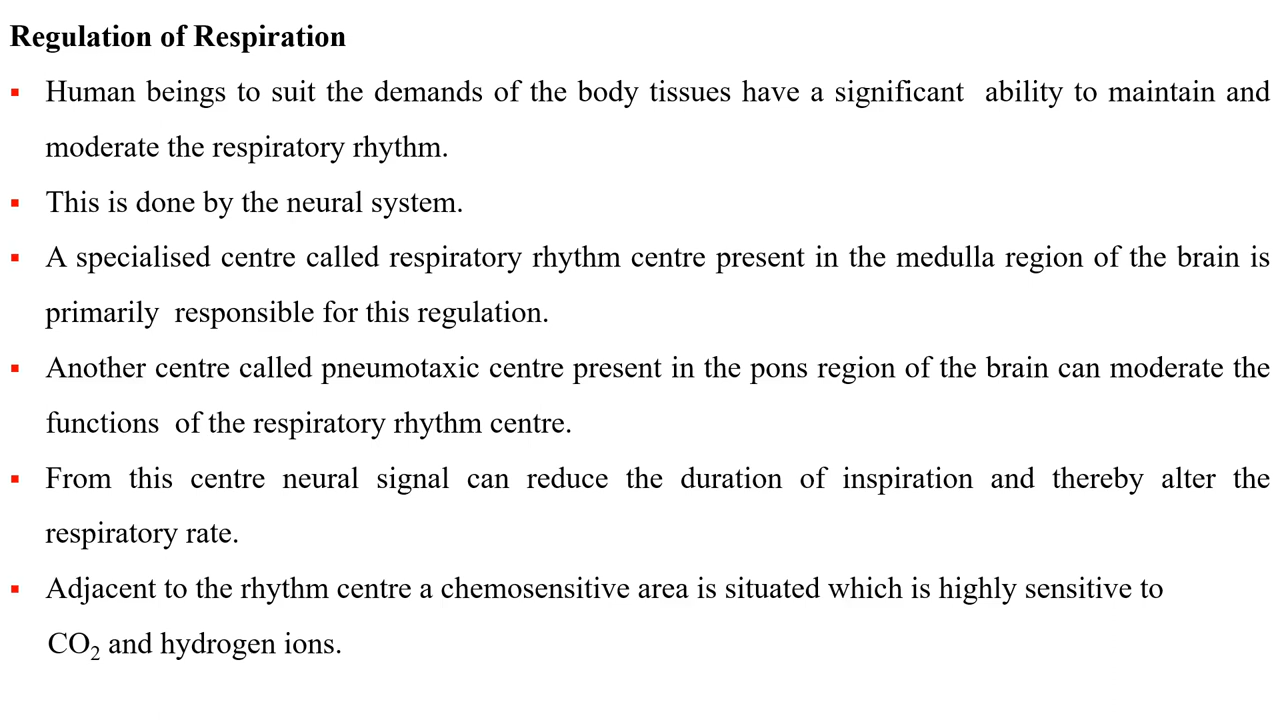 Regulation of Respiration
▪ Human beings to suit the demands of the body tissues have a significant ability to maintain and
moderate the respiratory rhythm.
▪ This is done by the neural system.
▪ A specialised centre called respiratory rhythm centre present in the medulla region of the brain is
primarily responsible for this regulation.
▪ Another centre called pneumotaxic centre present in the pons region of the brain can moderate the
functions of the respiratory rhythm centre.
▪ From this centre neural signal can reduce the duration of inspiration and thereby alter the
respiratory rate.
▪ Adjacent to the rhythm centre a chemosensitive area is situated which is highly sensitive to
CO₂ and hydrogen ions.